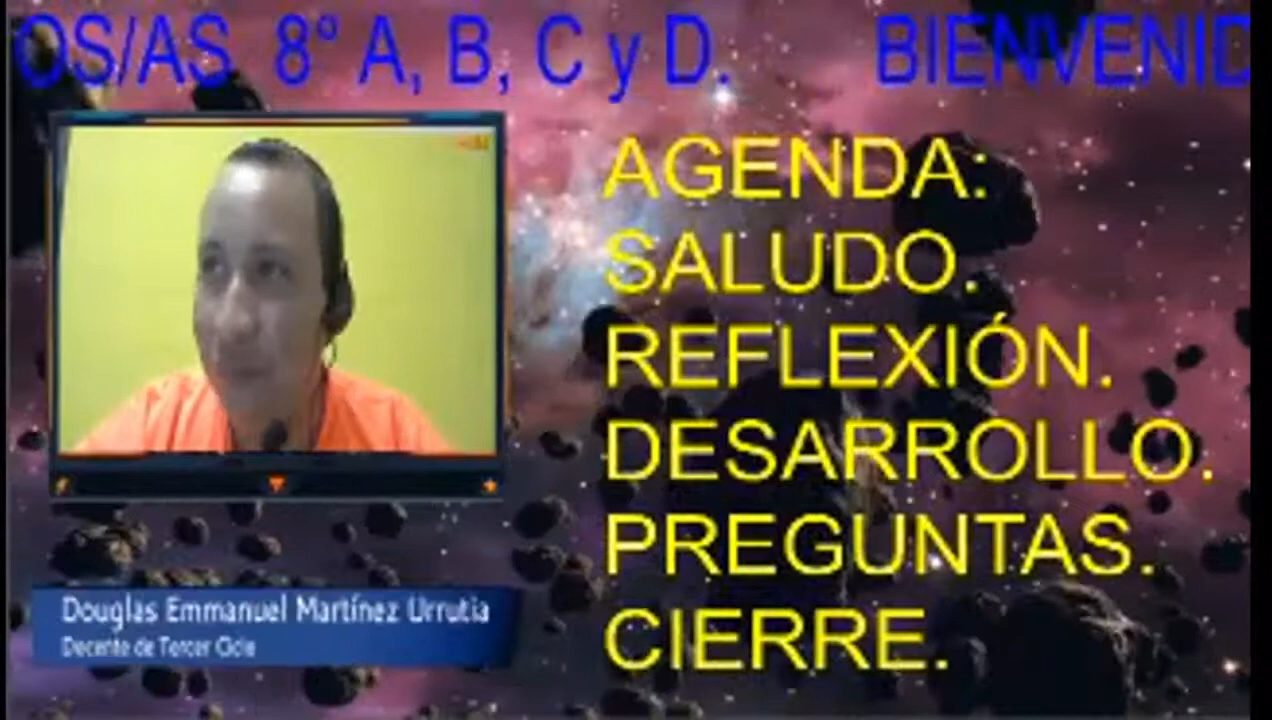 OS/AS 8° A, B, C y D. BIENVENID
AGENDA:
SALUDO.
REFLEXIÓN.
DESARROLLO.
PREGUNTAS.
CIERRE.
Douglas Emmanuel Martínez Urrutia
Docente de Tercer Ciclo